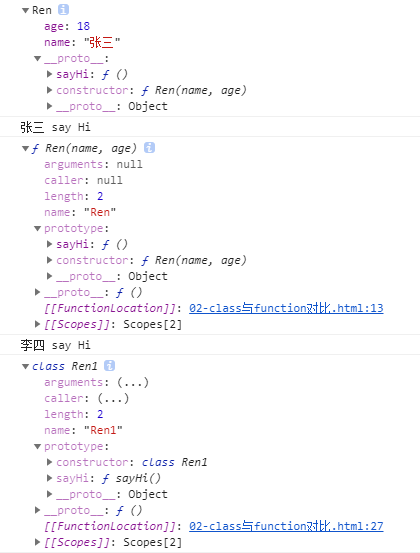 Ren i
age: 18
name: "张三"
__proto__:
sayHi: ƒ ()
constructor: ƒ Ren(name, age)
__proto__: Object
张三 say Hi
ƒ Ren(name, age) i
arguments: null
caller: null
length: 2
name: "Ren"
prototype:
sayHi: ƒ ()
constructor: ƒ Ren(name, age)
__proto__: Object
__proto__: ƒ ()
[[FunctionLocation]]: 02-class与function对比.html:13
[[Scopes]]: Scopes[2]
李四 say Hi
class Ren1 i
arguments: (...)
caller: (...)
length: 2
name: "Ren1"
prototype:
constructor: class Ren1
sayHi: ƒ sayHi()
__proto__: Object
__proto__: ƒ ()
[[FunctionLocation]]: 02-class与function对比.html:27
[[Scopes]]: Scopes[2]